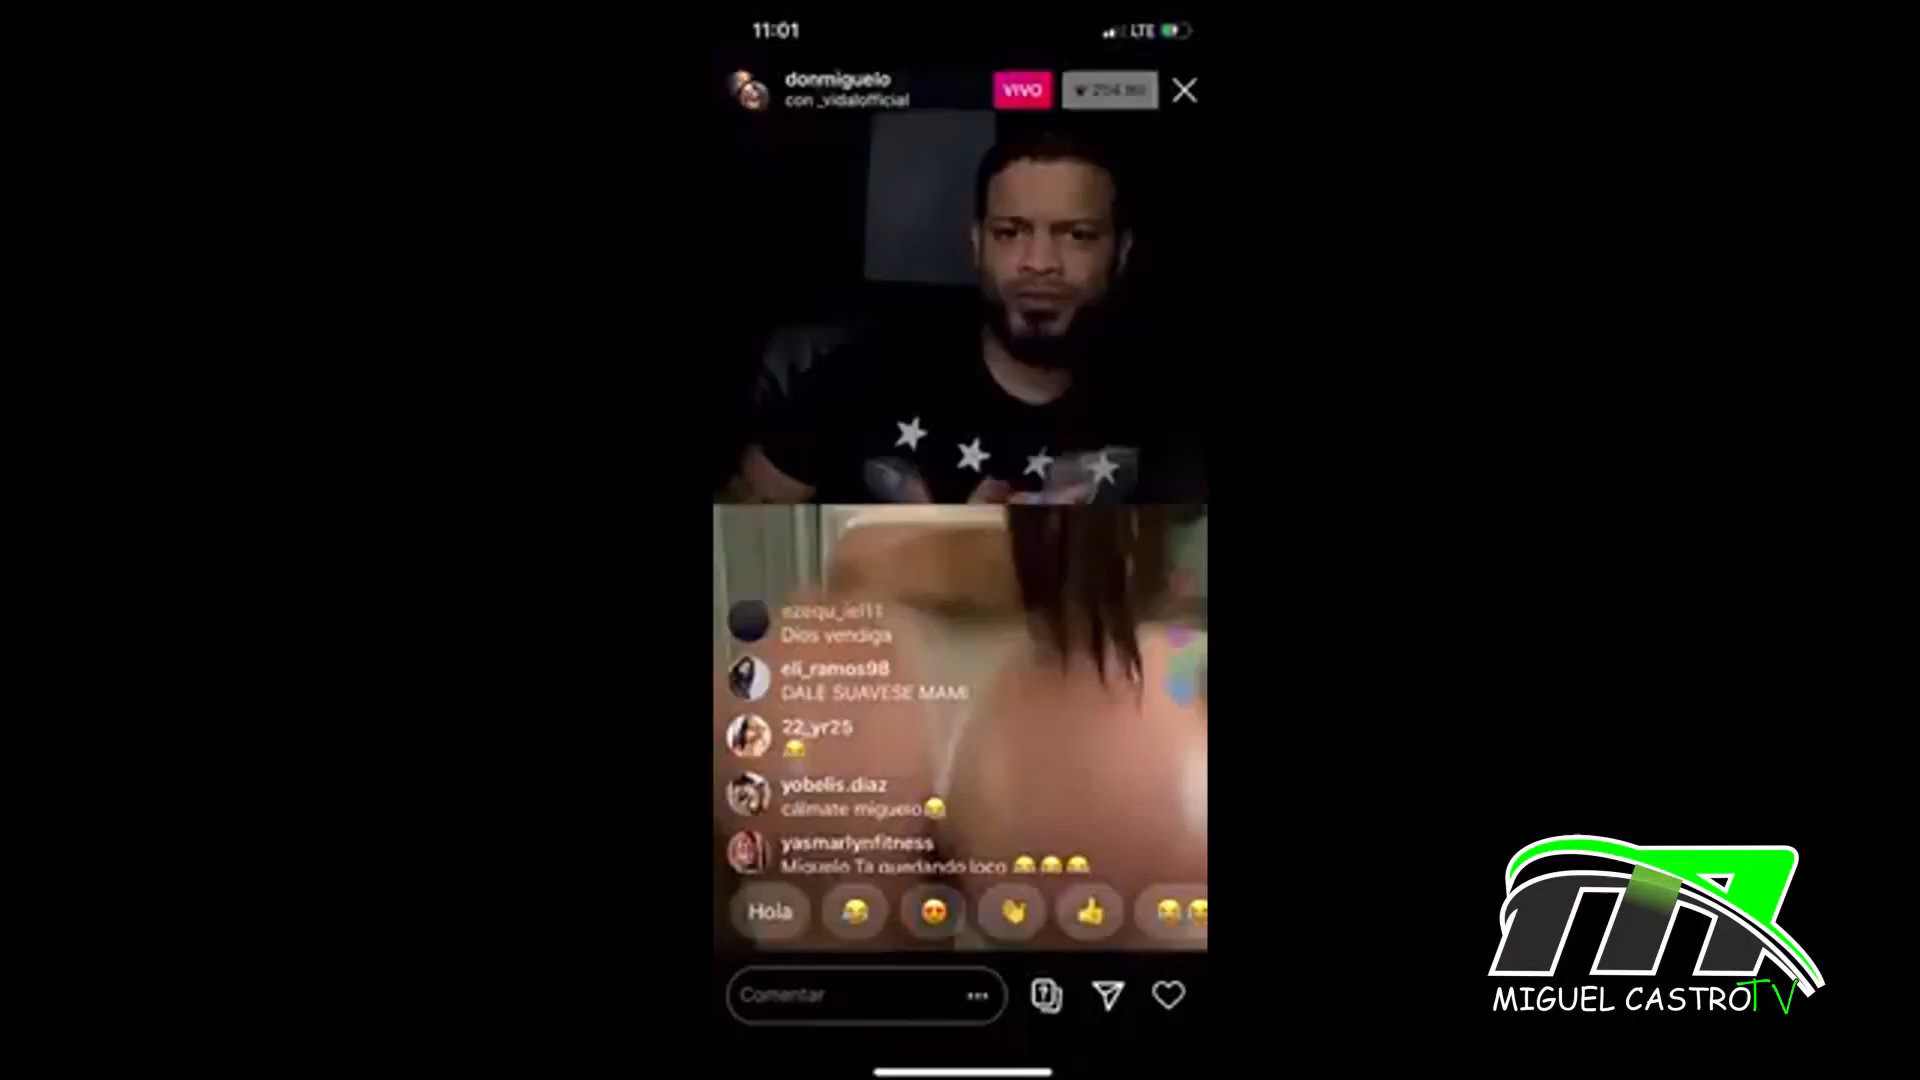 11:01
LTE
donmiguelo
con _vidalofficial
VIVO
ezequ_iel11
Dios vendiga
eli_ramos98
DALE SUAVESE MAMI
22_yr25
😂
yobelis.diaz
cálmate miguelo😂
yasmarlynfitness
Miguelo Ta quedando loco 😂😂😂
Hola
Comentar
MIGUEL CASTRO TV